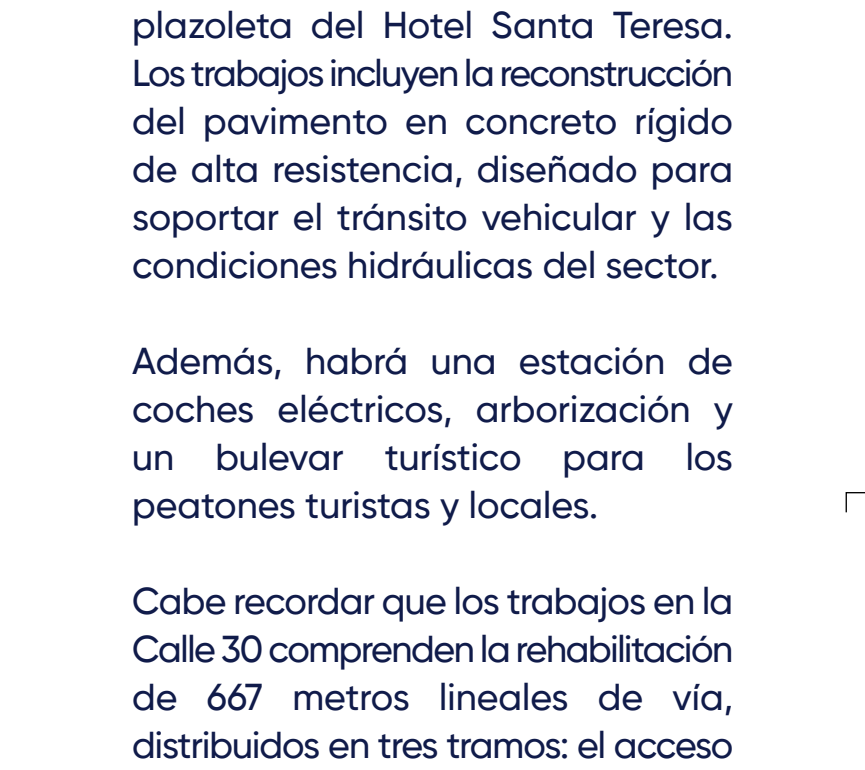 plazoleta del Hotel Santa Teresa.
Los trabajos incluyen la reconstrucción
del pavimento en concreto rígido
de alta resistencia, diseñado para
soportar el tránsito vehicular y las
condiciones hidráulicas del sector.
Además, habrá una estación de
coches eléctricos, arborización y
un bulevar turístico para los
peatones turistas y locales.
Cabe recordar que los trabajos en la
Calle 30 comprenden la rehabilitación
de 667 metros lineales de vía,
distribuidos en tres tramos: el acceso